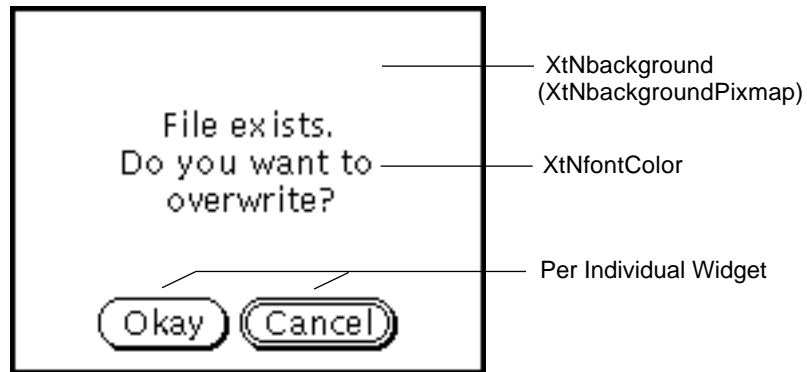 XtNbackground
(XtNbackgroundPixmap)
File exists.
Do you want to
overwrite?
XtNfontColor
Per Individual Widget
Okay
Cancel